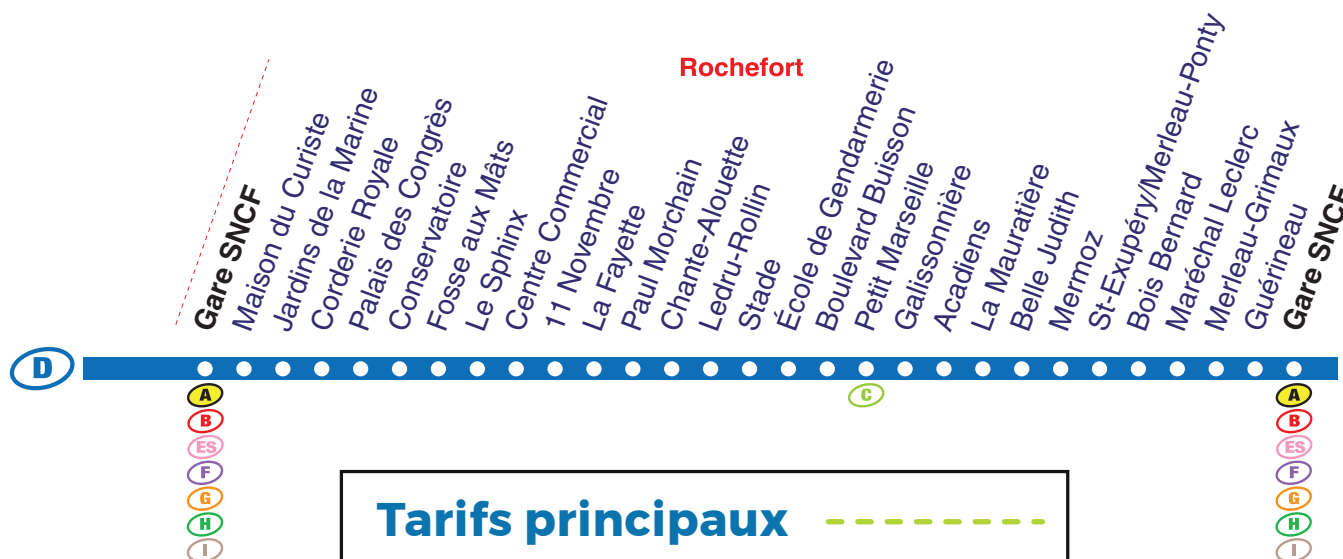 Rochefort
Gare SNCF
Maison du Curiste
Jardins de la Marine
Corderie Royale
Palais des Congrès
Conservatoire
Fosse aux Mâts
Le Sphinx
Centre Commercial
11 Novembre
La Fayette
Paul Morchain
Chante-Alouette
Ledru-Rollin
Stade
École de Gendarmerie
Boulevard Buisson
Petit Marseille
Galissonnière
Acadiens
La Mauratière
Belle Judith
Mermoz
St-Exupéry/Merleau-Ponty
Bois Bernard
Maréchal Leclerc
Merleau-Grimaux
Guérineau
Gare SNCF
D
A
B
ES
F
G
H
I
C
A
B
ES
F
G
H
I
Tarifs principaux